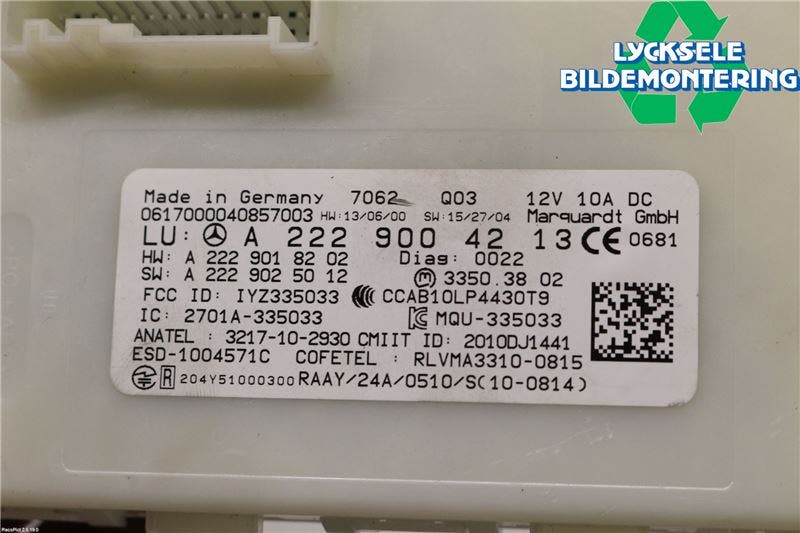 LYCKSELE
BILDEMONTERING
Made in Germany 7062 Q03 12V 10A DC
0617000040857003 HW: 13/06/00 SW: 15/27/04 Marquardt GmbH
LU: A 222 900 42 13 CE 0681
HW: A 222 901 82 02 Diag: 0022
SW: A 222 902 50 12 M 3350.38 02
FCC ID: IYZ335033 CCAB10LP4430T9
IC: 2701A-335033 MQU-335033
ANATEL: 3217-10-2930 CMIIT ID: 2010DJ1441
ESD-1004571C COFETEL: RLVMA3310-0815
R 204Y51000300 RAAY/24A/0510/S(10-0814)